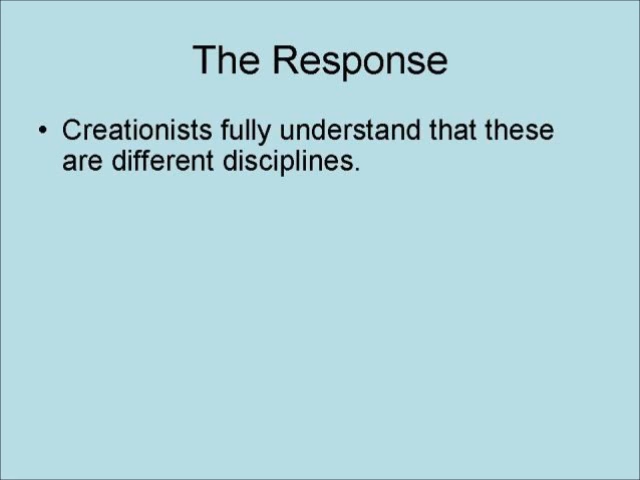 The Response
• Creationists fully understand that these
are different disciplines.